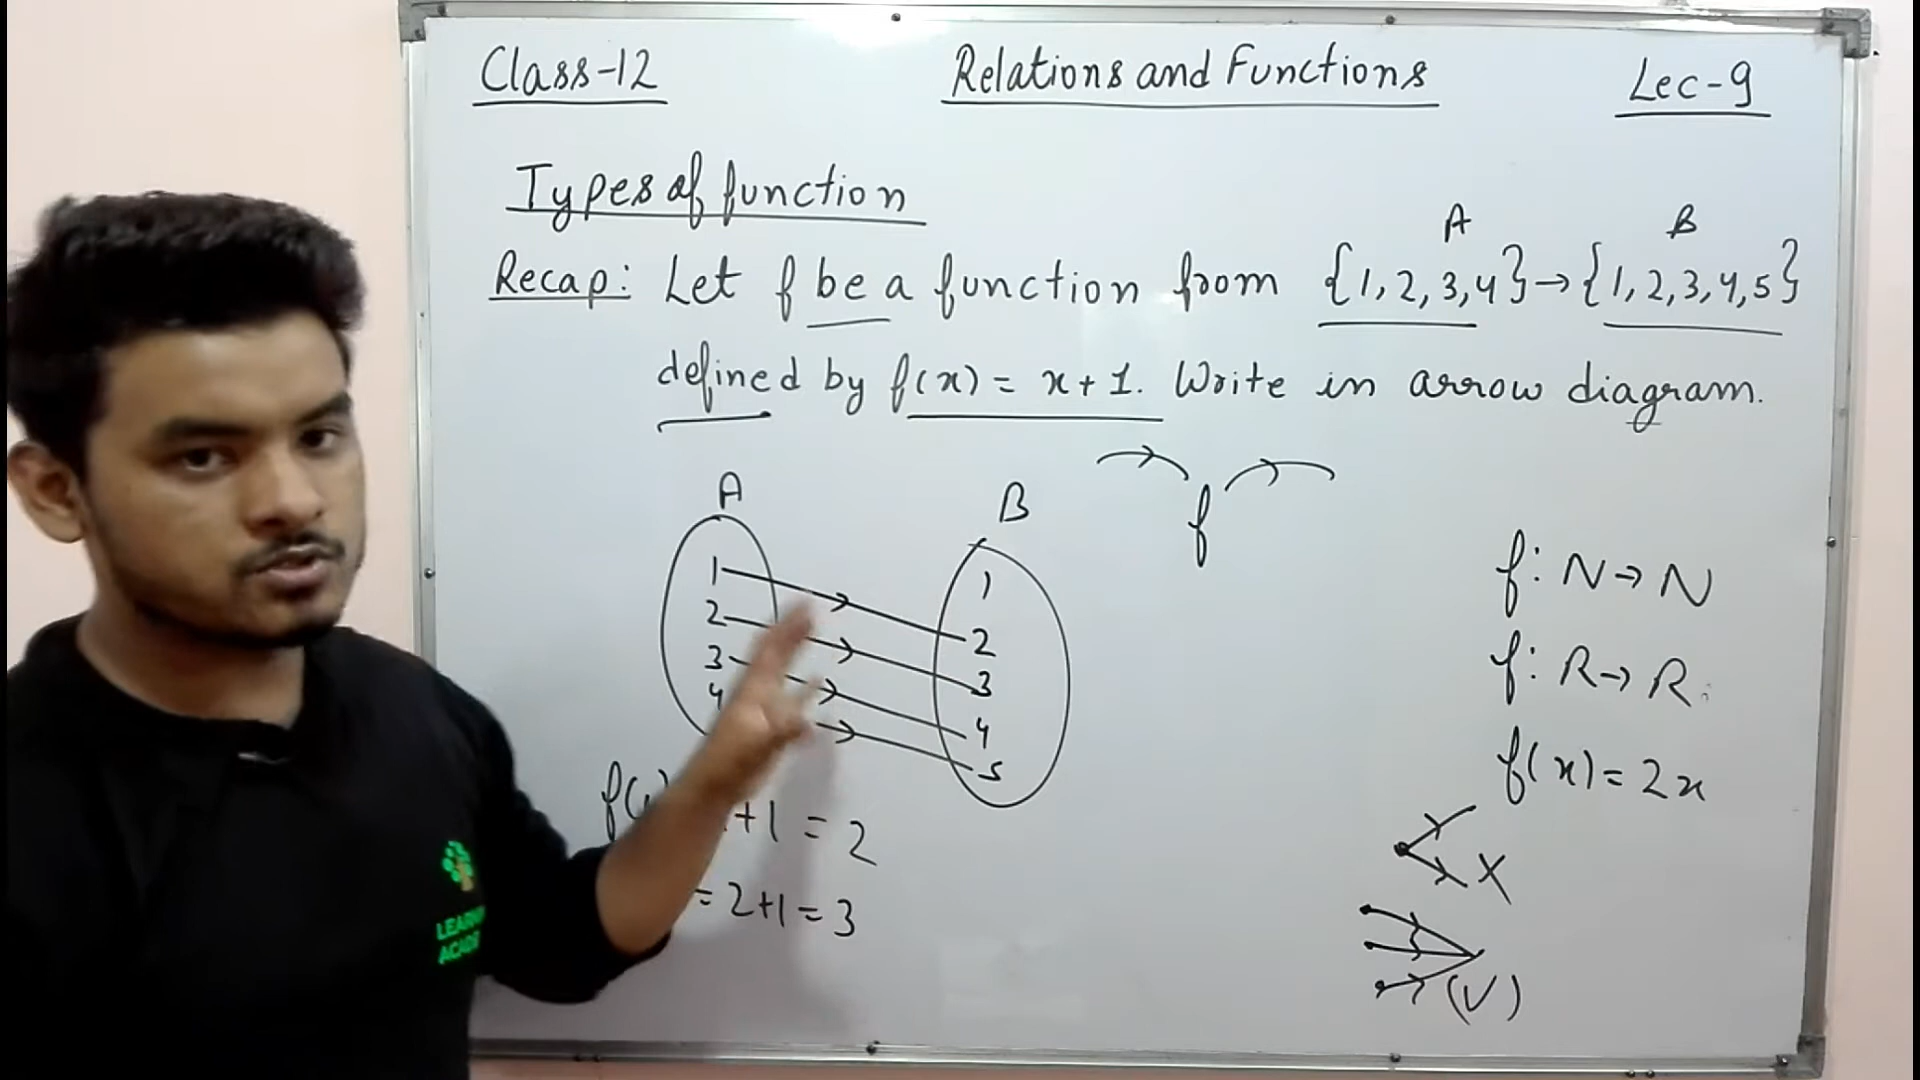 Class-12 Relations and Functions Lec-9
Types of function
A B
Recap: Let f be a function from {1, 2, 3, 4} → {1, 2, 3, 4, 5}
defined by f(x) = x + 1. Write in arrow diagram.
A B
f
1 1
2 2
3 3
4 4
5
f: N → N
f: R → R
f(x) = 2x
+1 = 2
= 2+1 = 3
X
(V)
LEARN
ACAD